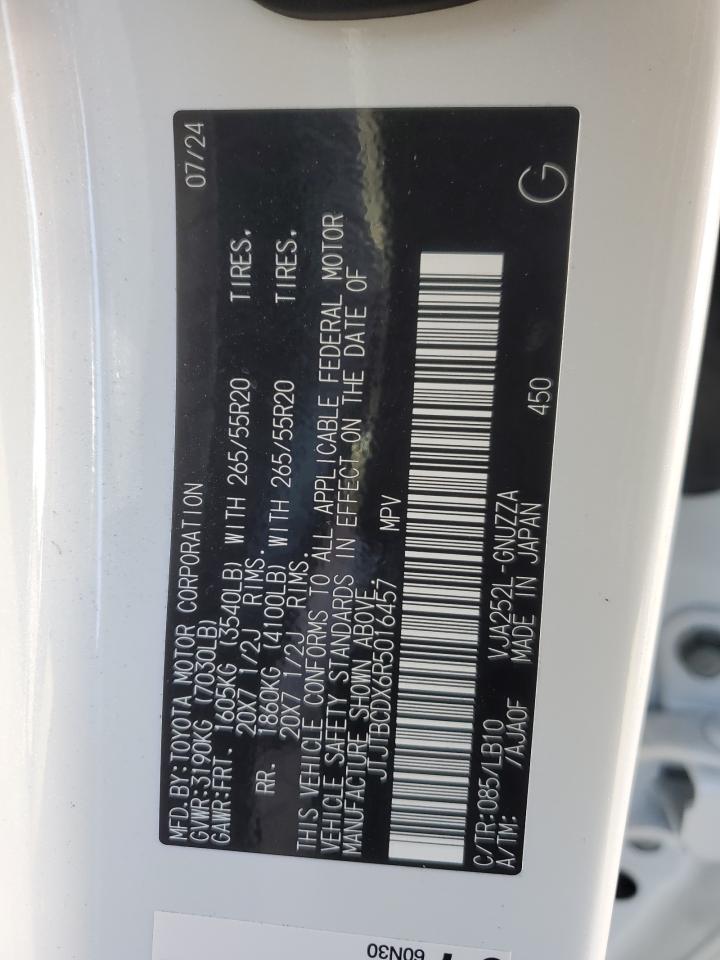 MFD.BY:TOYOTA MOTOR CORPORATION 07/24
GVWR:3190KG (7030LB)
GAWR:FRT. 1605KG (3540LB) WITH 265/55R20 TIRES,
20X7 1/2J RIMS.
RR. 1860KG (4100LB) WITH 265/55R20 TIRES,
20X7 1/2J RIMS.
THIS VEHICLE CONFORMS TO ALL APPLICABLE FEDERAL MOTOR
VEHICLE SAFETY STANDARDS IN EFFECT ON THE DATE OF
MANUFACTURE SHOWN ABOVE.
JTJTBCDX6R5016457 MPV
C/TR:085/LB10 VJA252L-GNUZZA 450 G
A/TM: /AJA0F MADE IN JAPAN
60N30